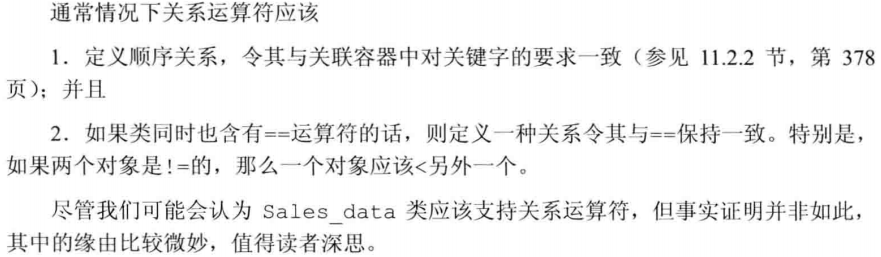 通常情况下关系运算符应该
1．定义顺序关系，令其与关联容器中对关键字的要求一致（参见 11.2.2 节，第 378
页）；并且
2．如果类同时也含有==运算符的话，则定义一种关系令其与==保持一致。特别是，
如果两个对象是!=的，那么一个对象应该<另外一个。
尽管我们可能会认为 Sales_data 类应该支持关系运算符，但事实证明并非如此，
其中的缘由比较微妙，值得读者深思。